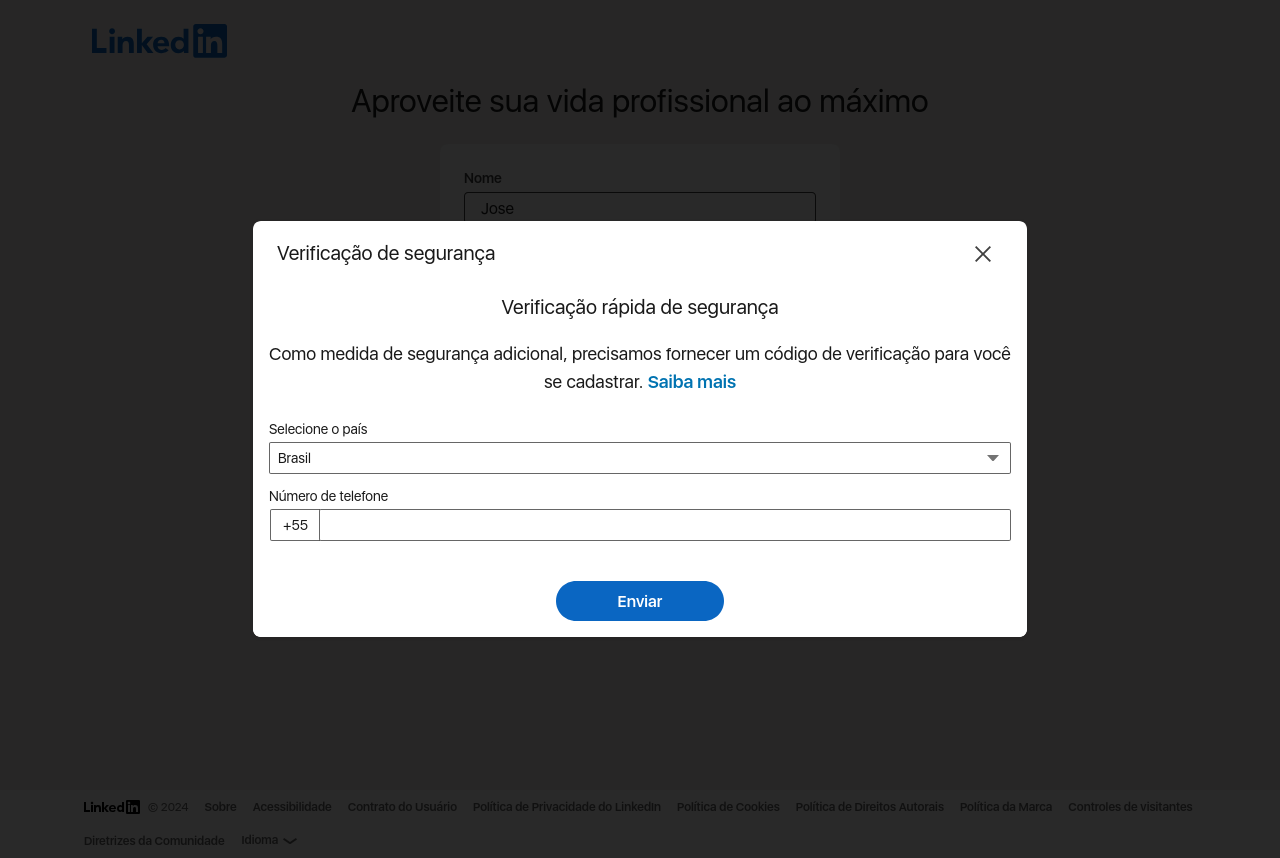 Linkedin
Aproveite sua vida profissional ao máximo
Nome
Jose
Verificação de segurança
Verificação rápida de segurança
Como medida de segurança adicional, precisamos fornecer um código de verificação para você
se cadastrar. Saiba mais
Selecione o país
Brasil
Número de telefone
+55
Enviar
Linkedin © 2024 Sobre Acessibilidade Contrato do Usuário Política de Privacidade do LinkedIn Política de Cookies Política de Direitos Autorais Política da Marca Controles de visitantes
Diretrizes da Comunidade Idioma